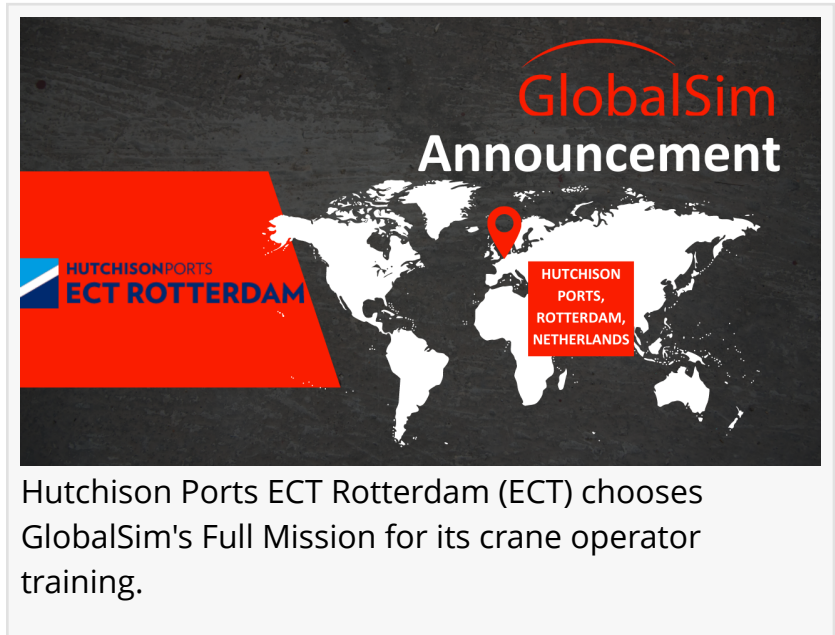 GlobalSim
Announcement
HUTCHISONPORTS
ECT ROTTERDAM
HUTCHISON
PORTS,
ROTTERDAM,
NETHERLANDS
Hutchison Ports ECT Rotterdam (ECT) chooses
GlobalSim's Full Mission for its crane operator
training.